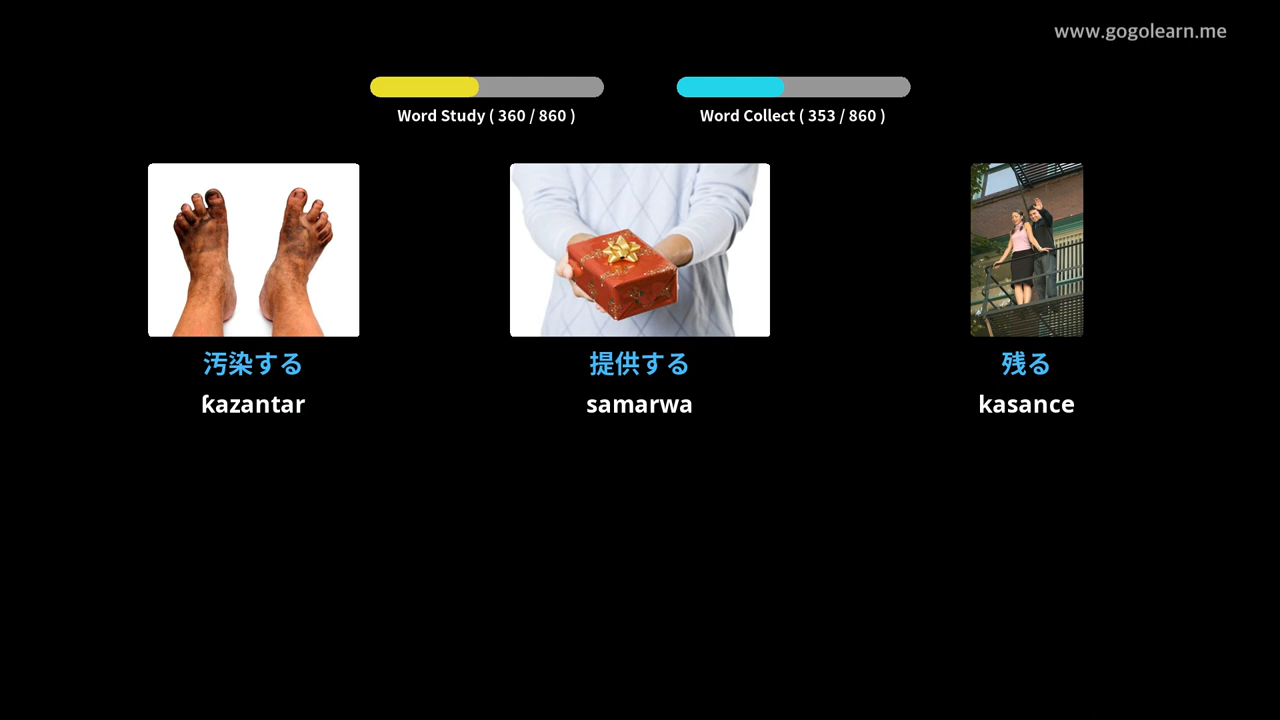 www.gogolearn.me
Word Study ( 360 / 860 )
Word Collect ( 353 / 860 )
汚染する
ƙazantar
提供する
samarwa
残る
kasance